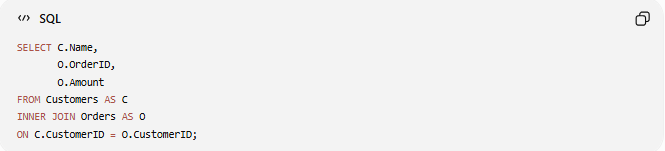 </> SQL
SELECT C.Name,
       O.OrderID,
       O.Amount
FROM Customers AS C
INNER JOIN Orders AS O
ON C.CustomerID = O.CustomerID;